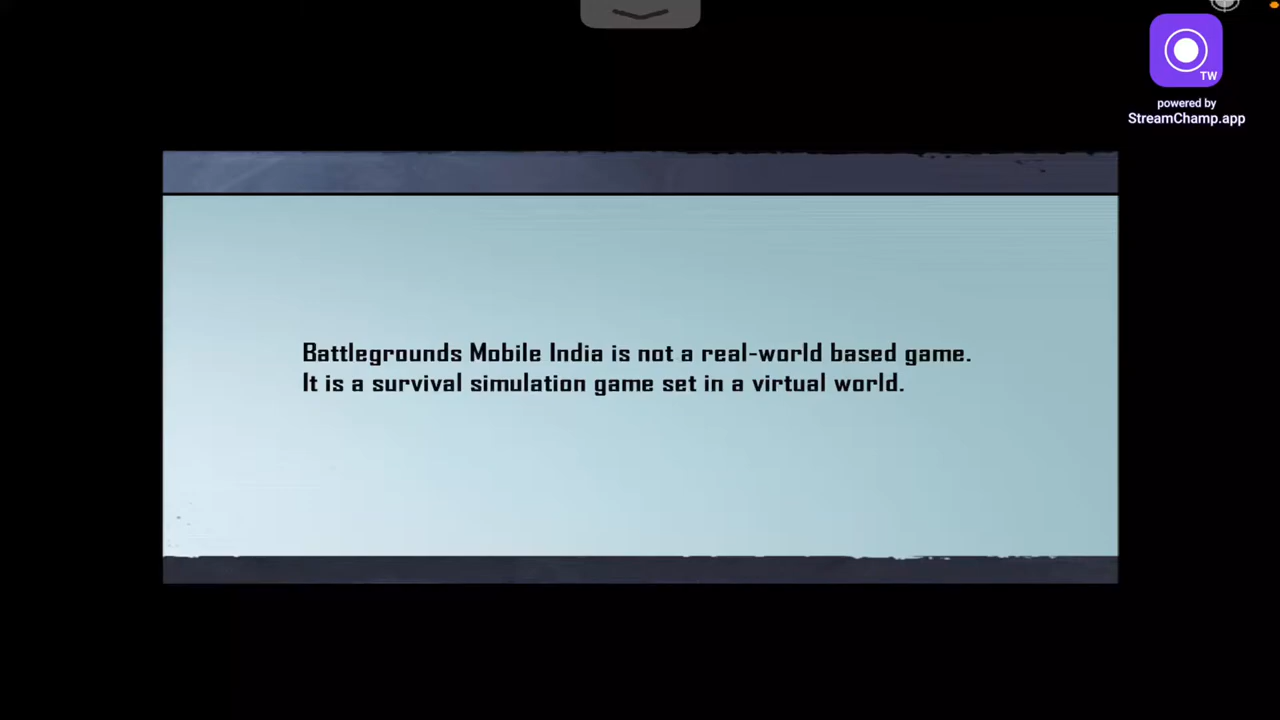 TW
powered by
StreamChamp.app
Battlegrounds Mobile India is not a real-world based game.
It is a survival simulation game set in a virtual world.